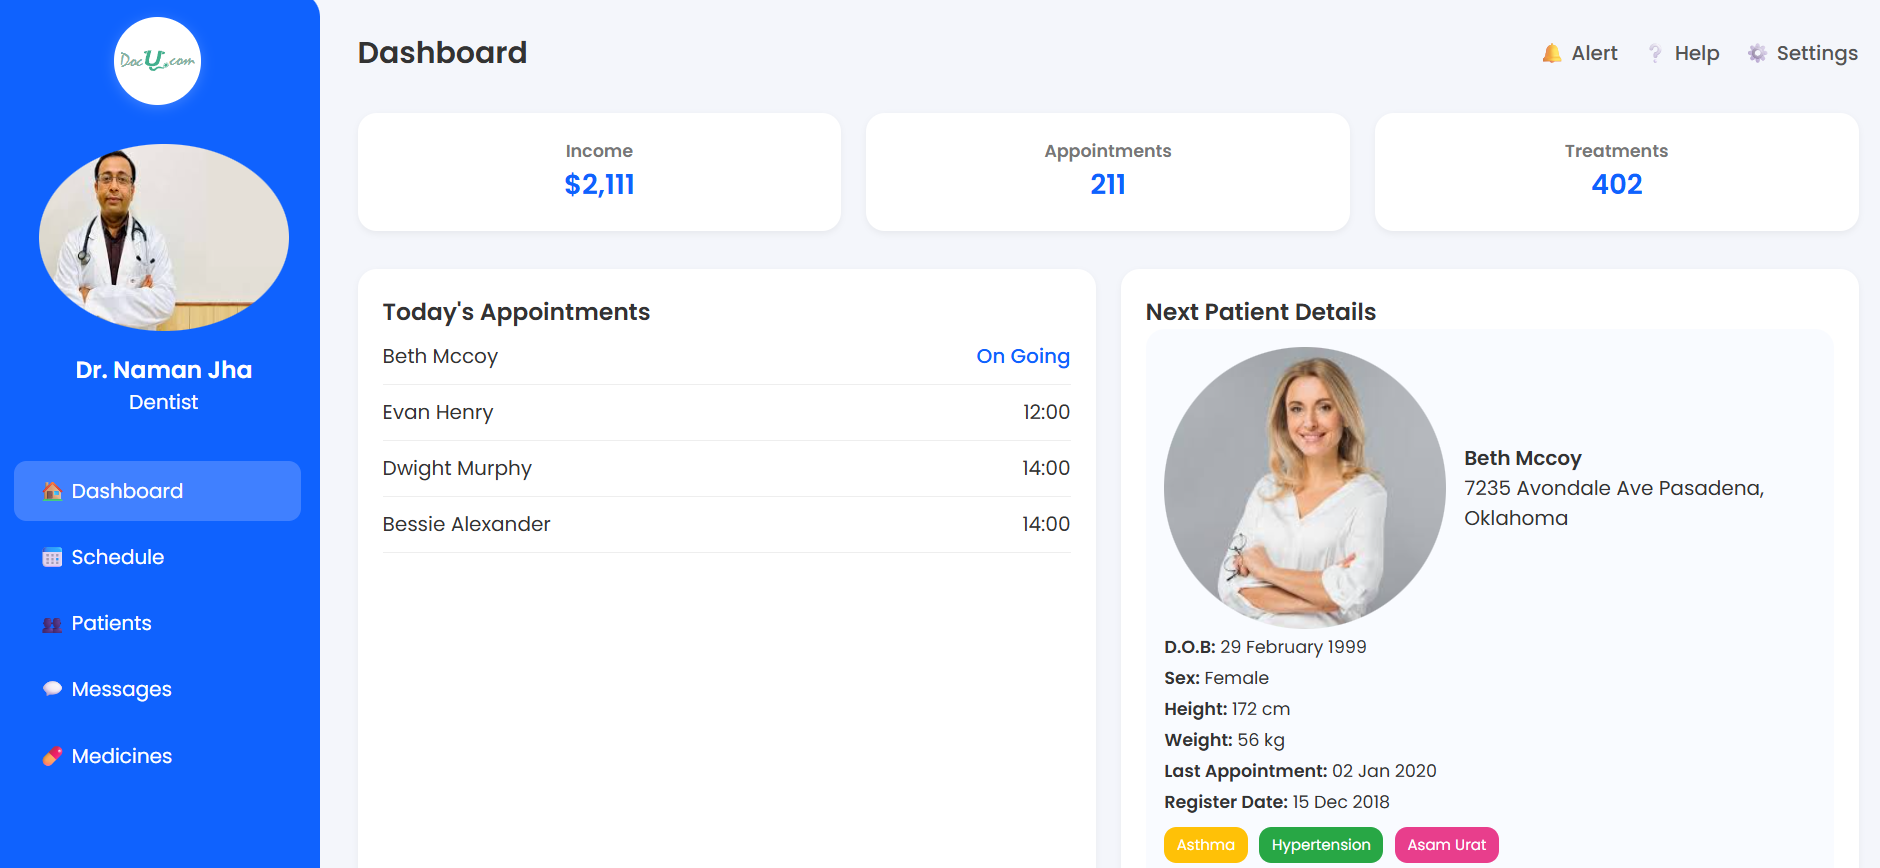 DocU.com
Dr. Naman Jha
Dentist
Dashboard
Schedule
Patients
Messages
Medicines
Dashboard
Alert
Help
Settings
Income
$2,111
Appointments
211
Treatments
402
Today's Appointments
Beth Mccoy On Going
Evan Henry 12:00
Dwight Murphy 14:00
Bessie Alexander 14:00
Next Patient Details
Beth Mccoy
7235 Avondale Ave Pasadena,
Oklahoma
D.O.B: 29 February 1999
Sex: Female
Height: 172 cm
Weight: 56 kg
Last Appointment: 02 Jan 2020
Register Date: 15 Dec 2018
Asthma Hypertension Asam Urat